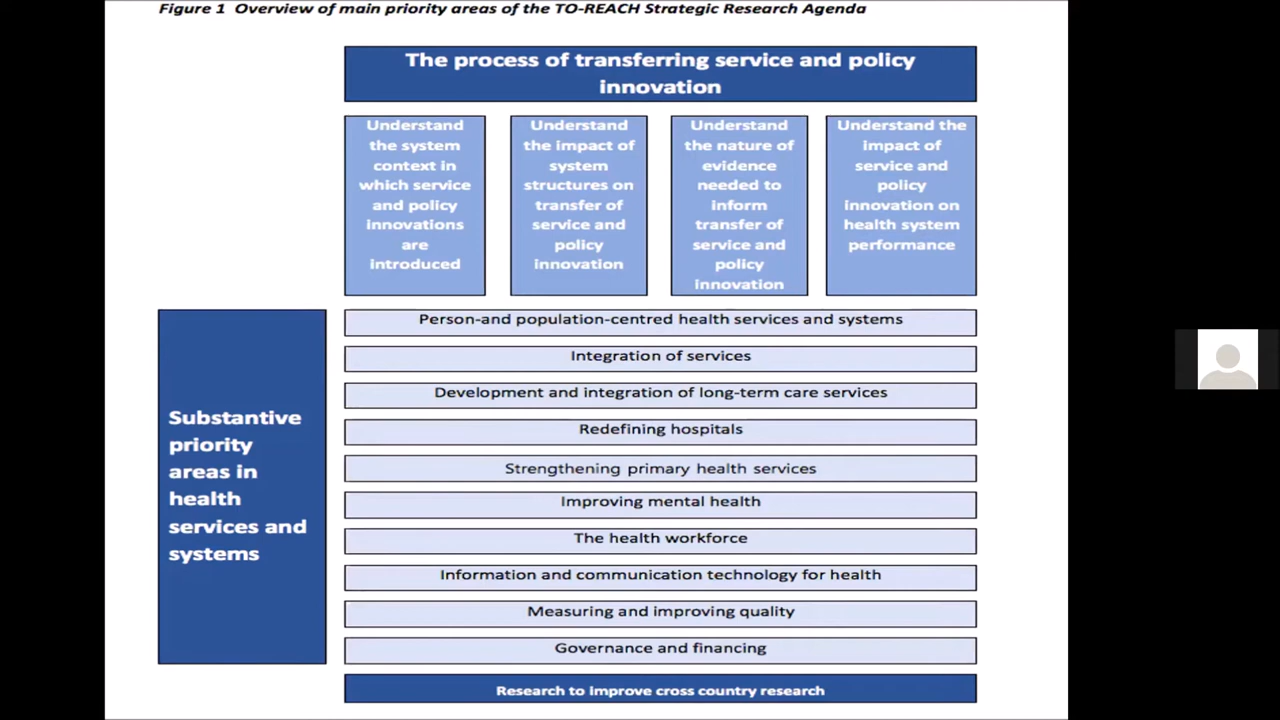 Figure 1 Overview of main priority areas of the TO-REACH Strategic Research Agenda
The process of transferring service and policy
innovation
Understand
the system
context in
which service
and policy
innovations
are
introduced
Understand
the impact of
system
structures on
transfer of
service and
policy
innovation
Understand
the nature of
evidence
needed to
inform
transfer of
service and
policy
innovation
Understand the
impact of
service and
policy
innovation on
health system
performance
Substantive
priority
areas in
health
services and
systems
Person-and population-centred health services and systems
Integration of services
Development and integration of long-term care services
Redefining hospitals
Strengthening primary health services
Improving mental health
The health workforce
Information and communication technology for health
Measuring and improving quality
Governance and financing
Research to improve cross country research